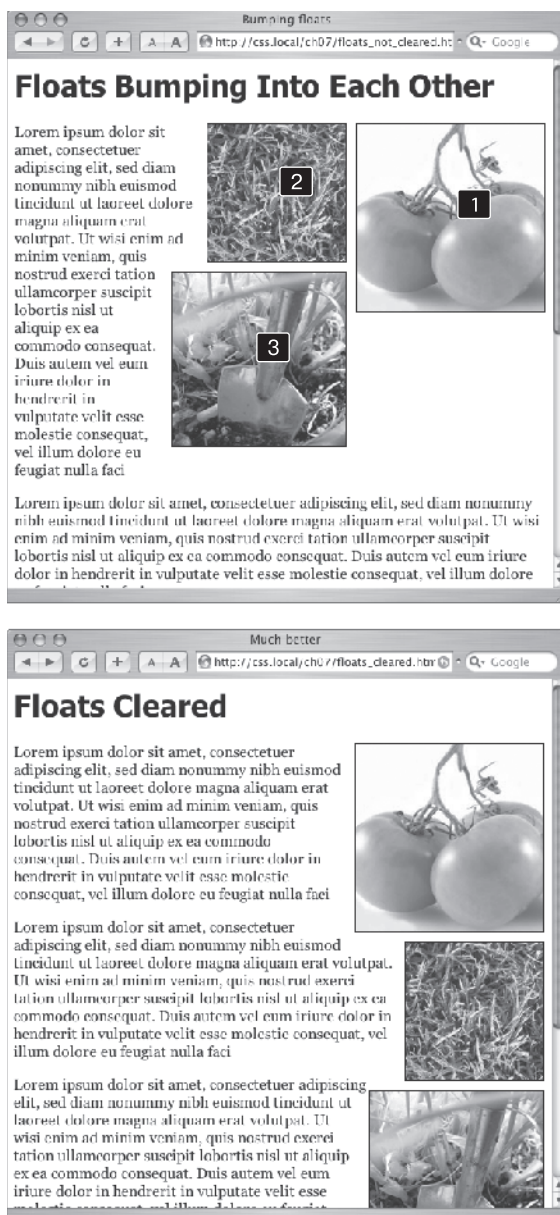 Bumping floats
A A http://css.local/ch07/floats_not_cleared.ht Google
Floats Bumping Into Each Other
Lorem ipsum dolor sit
amet, consectetuer
adipiscing elit, sed diam
nonummy nibh euismod
tincidunt ut laoreet dolore
magna aliquam erat
volutpat. Ut wisi enim ad
minim veniam, quis
nostrud exerci tation
ullamcorper suscipit
lobortis nisl ut
aliquip ex ea
commodo consequat.
Duis autem vel eum
iriure dolor in
hendrerit in
vulputate velit esse
molestie consequat,
vel illum dolore eu
feugiat nulla faci
2
1
3
Lorem ipsum dolor sit amet, consectetuer adipiscing elit, sed diam nonummy
nibh euismod tincidunt ut laoreet dolore magna aliquam erat volutpat. Ut wisi
enim ad minim veniam, quis nostrud exerci tation ullamcorper suscipit
lobortis nisl ut aliquip ex ea commodo consequat. Duis autem vel eum iriure
dolor in hendrerit in vulputate velit esse molestie consequat, vel illum dolore
Much better
A A http://css.local/ch07/floats_cleared.htm Google
Floats Cleared
Lorem ipsum dolor sit amet, consectetuer
adipiscing elit, sed diam nonummy nibh euismod
tincidunt ut laoreet dolore magna aliquam erat
volutpat. Ut wisi enim ad minim veniam, quis
nostrud exerci tation ullamcorper suscipit
lobortis nisl ut aliquip ex ea commodo
consequat. Duis autem vel eum iriure dolor in
hendrerit in vulputate velit esse molestie
consequat, vel illum dolore eu feugiat nulla faci
Lorem ipsum dolor sit amet, consectetuer
adipiscing elit, sed diam nonummy nibh euismod
tincidunt ut laoreet dolore magna aliquam erat volutpat.
Ut wisi enim ad minim veniam, quis nostrud exerci
tation ullamcorper suscipit lobortis nisl ut aliquip ex ea
commodo consequat. Duis autem vel eum iriure dolor in
hendrerit in vulputate velit esse molestie consequat, vel
illum dolore eu feugiat nulla faci
Lorem ipsum dolor sit amet, consectetuer adipiscing
elit, sed diam nonummy nibh euismod tincidunt ut
laoreet dolore magna aliquam erat volutpat. Ut
wisi enim ad minim veniam, quis nostrud exerci
tation ullamcorper suscipit lobortis nisl ut aliquip
ex ea commodo consequat. Duis autem vel eum
iriure dolor in hendrerit in vulputate velit esse